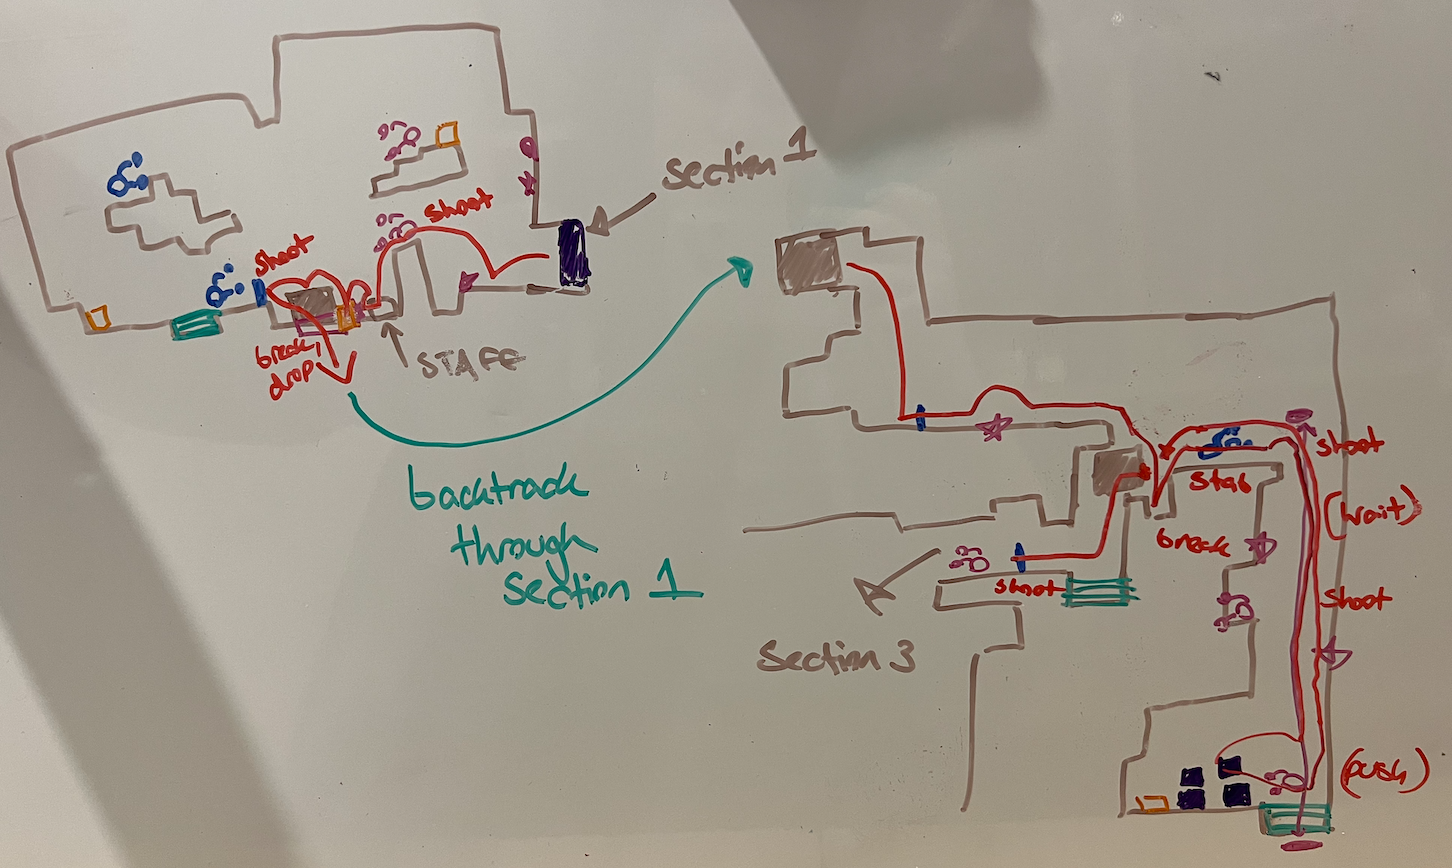 Section 1
shoot
shoot
break,
drop
STAFF
backtrack
through
Section 1
shoot
stab
(wait)
break
shoot
shoot
Section 3
(push)